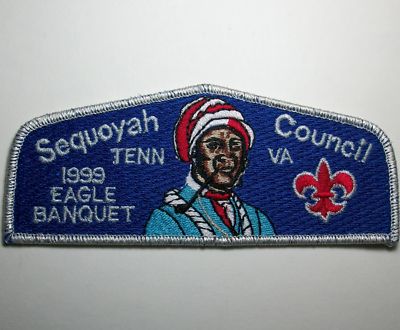 Sequoyah Council
TENN VA
1999
EAGLE
BANQUET